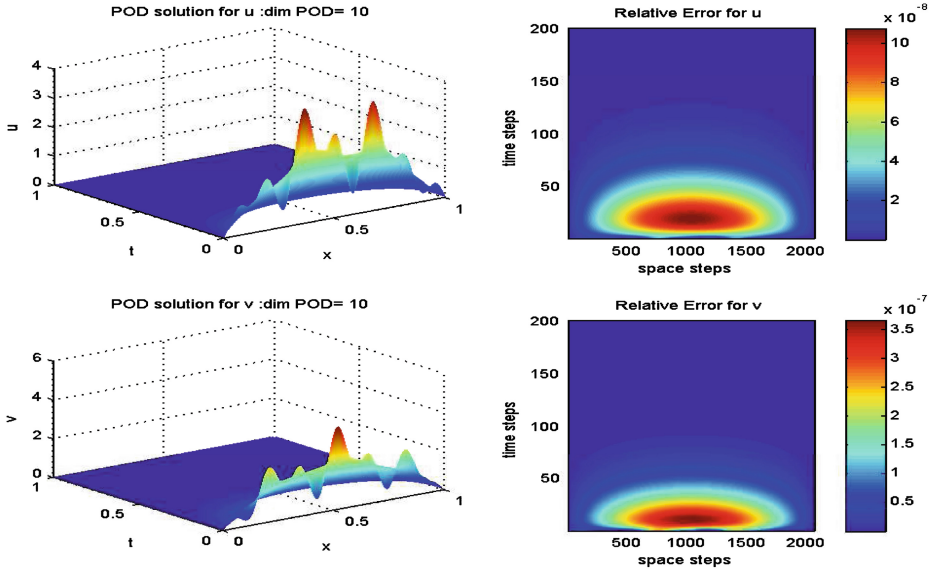 POD solution for u :dim POD= 10
4
3
2
1
0
u
1
0.5
0
t
0
0.5
1
x
Relative Error for u
200
150
100
50
time steps
500 1000 1500 2000
space steps
x 10^-8
10
8
6
4
2
POD solution for v :dim POD= 10
6
4
2
0
v
1
0.5
0
t
0
0.5
1
x
Relative Error for v
200
150
100
50
time steps
500 1000 1500 2000
space steps
x 10^-7
3.5
3
2.5
2
1.5
1
0.5